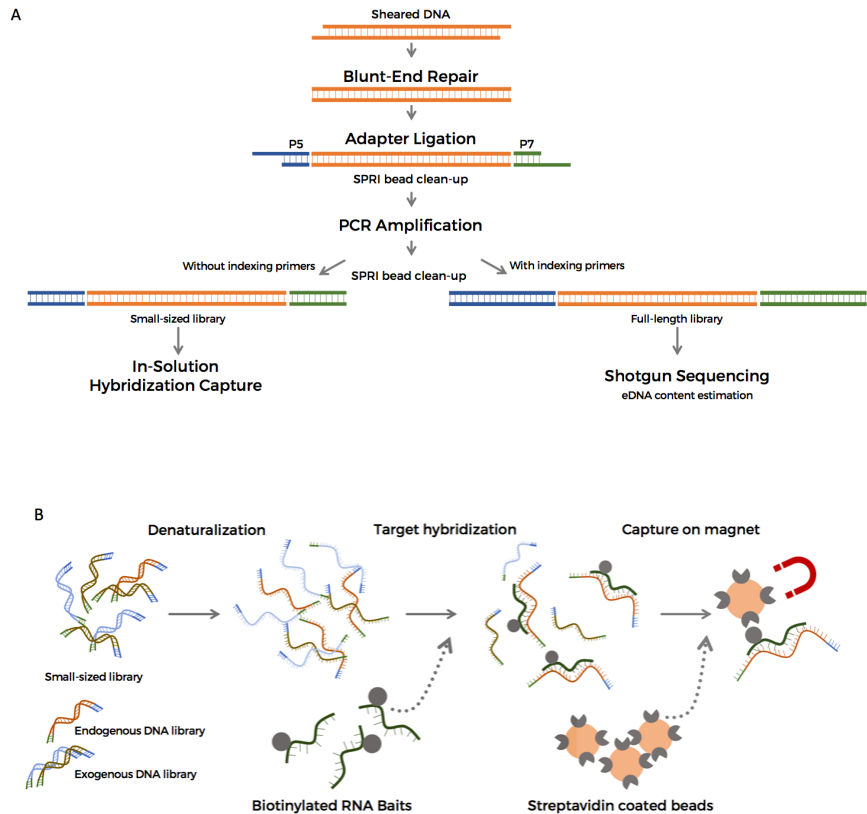 A
Sheared DNA
Blunt-End Repair
Adapter Ligation
P5
P7
SPRI bead clean-up
PCR Amplification
Without indexing primers
SPRI bead clean-up
With indexing primers
Small-sized library
Full-length library
In-Solution
Hybridization Capture
Shotgun Sequencing
eDNA content estimation
B
Denaturalization
Target hybridization
Capture on magnet
Small-sized library
Endogenous DNA library
Exogenous DNA library
Biotinylated RNA Baits
Streptavidin coated beads